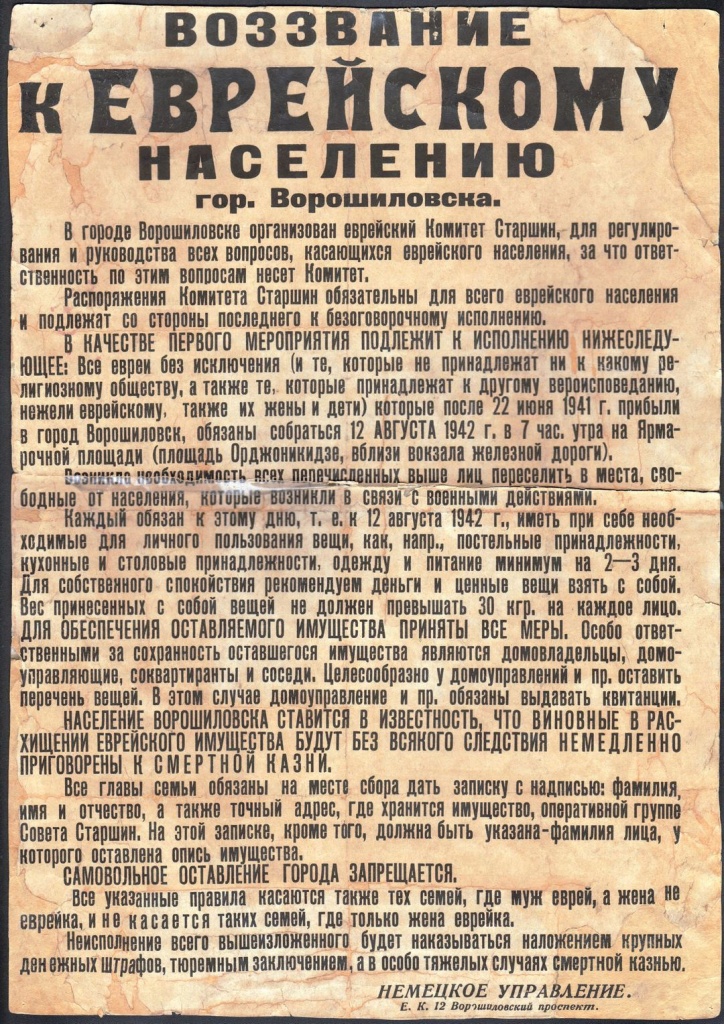 ВОЗЗВАНИЕ
К ЕВРЕЙСКОМУ
НАСЕЛЕНИЮ
гор. Ворошиловска.
В городе Ворошиловске организован еврейский Комитет Старшин, для регулиро-
вания и руководства всех вопросов, касающихся еврейского населения, за что ответ-
ственность по этим вопросам несет Комитет.
Распоряжения Комитета Старшин обязательны для всего еврейского населения
и подлежат со стороны последнего к безоговорочному исполнению.
В КАЧЕСТВЕ ПЕРВОГО МЕРОПРИЯТИЯ ПОДЛЕЖИТ К ИСПОЛНЕНИЮ НИЖЕСЛЕДУ-
ЮЩЕЕ: Все евреи без исключения (и те, которые не принадлежат ни к какому ре-
лигиозному обществу, а также те, которые принадлежат к другому вероисповеданию,
нежели еврейскому, также их жены и дети) которые после 22 июня 1941 г. прибыли
в город Ворошиловск, обязаны собраться 12 АВГУСТА 1942 г. в 7 час. утра на Ярма-
рочной площади (площадь Орджоникидзе, вблизи вокзала железной дороги).
Возникла необходимость всех перечисленных выше лиц переселить в места, сво-
бодные от населения, которые возникли в связи с военными действиями.
Каждый обязан к этому дню, т. е. к 12 августа 1942 г., иметь при себе необ-
ходимые для личного пользования вещи, как, напр., постельные принадлежности,
кухонные и столовые принадлежности, одежду и питание минимум на 2—3 дня.
Для собственного спокойствия рекомендуем деньги и ценные вещи взять с собой.
Вес принесенных с собой вещей не должен превышать 30 кгр. на каждое лицо.
ДЛЯ ОБЕСПЕЧЕНИЯ ОСТАВЛЯЕМОГО ИМУЩЕСТВА ПРИНЯТЫ ВСЕ МЕРЫ. Особо ответ-
ственными за сохранность оставшегося имущества являются домовладельцы, домо-
управляющие, соквартиранты и соседи. Целесообразно у домоуправлений и пр. оставить
перечень вещей. В этом случае домоуправление и пр. обязаны выдавать квитанции.
НАСЕЛЕНИЕ ВОРОШИЛОВСКА СТАВИТСЯ В ИЗВЕСТНОСТЬ, ЧТО ВИНОВНЫЕ В РАС-
ХИЩЕНИИ ЕВРЕЙСКОГО ИМУЩЕСТВА БУДУТ БЕЗ ВСЯКОГО СЛЕДСТВИЯ НЕМЕДЛЕННО
ПРИГОВОРЕНЫ К СМЕРТНОЙ КАЗНИ.
Все главы семьи обязаны на месте сбора дать записку с надписью: фамилия,
имя и отчество, а также точный адрес, где хранится имущество, оперативной группе
Совета Старшин. На этой записке, кроме того, должна быть указана-фамилия лица, у
которого оставлена опись имущества.
САМОВОЛЬНОЕ ОСТАВЛЕНИЕ ГОРОДА ЗАПРЕЩАЕТСЯ.
Все указанные правила касаются также тех семей, где муж еврей, а жена не
еврейка, и не касается таких семей, где только жена еврейка.
Неисполнение всего вышеизложенного будет наказываться наложением крупных
денежных штрафов, тюремным заключением, а в особо тяжелых случаях смертной казнью.
НЕМЕЦКОЕ УПРАВЛЕНИЕ.
Е. К. 12 Ворошиловский проспект.